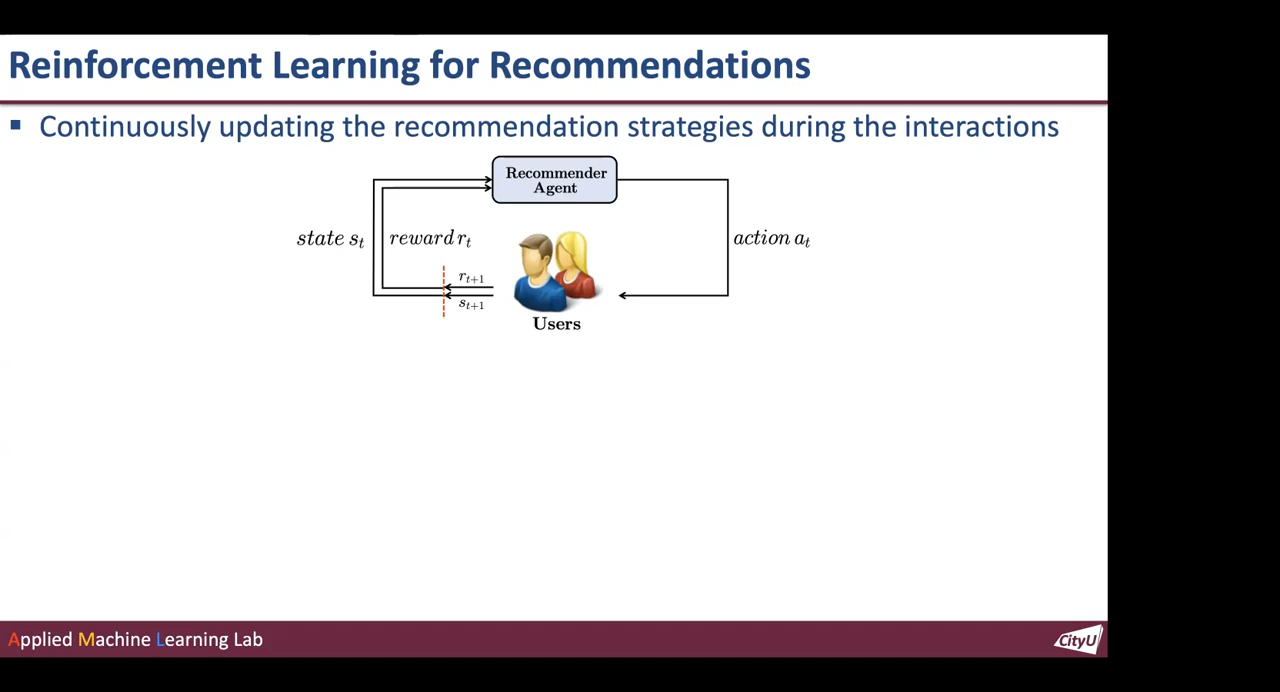 Reinforcement Learning for Recommendations
▪ Continuously updating the recommendation strategies during the interactions
Recommender
Agent
state s_t
reward r_t
action a_t
r_{t+1}
s_{t+1}
Users
Applied Machine Learning Lab
CityU